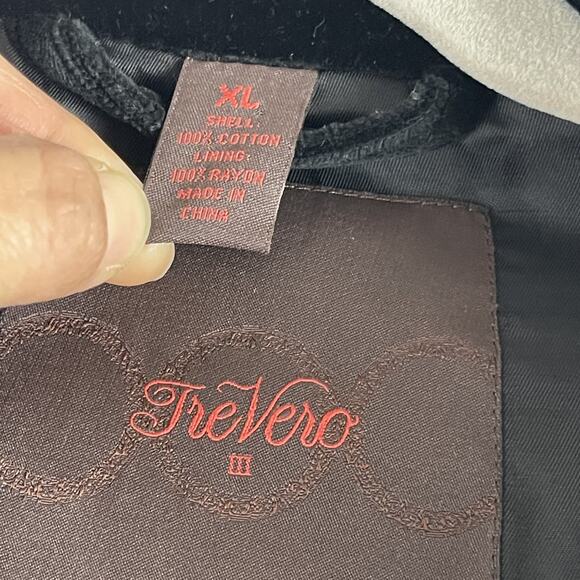 XL
SHELL
100% COTTON
LINING:
100% RAYON
MADE IN
CHINA
TreVero
III